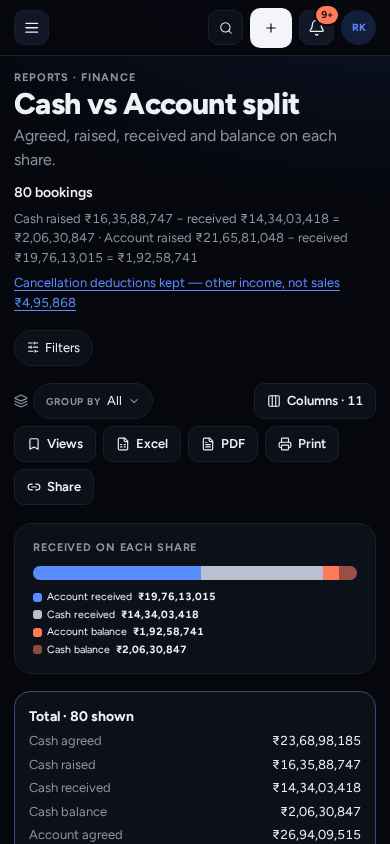 9+
RK
REPORTS · FINANCE
Cash vs Account split
Agreed, raised, received and balance on each
share.
80 bookings
Cash raised ₹16,35,88,747 − received ₹14,34,03,418 =
₹2,06,30,847 · Account raised ₹21,65,81,048 − received
₹19,76,13,015 = ₹1,92,58,741
Cancellation deductions kept — other income, not sales
₹4,95,868
Filters
GROUP BY All
Columns · 11
Views
Excel
PDF
Print
Share
RECEIVED ON EACH SHARE
Account received ₹19,76,13,015
Cash received ₹14,34,03,418
Account balance ₹1,92,58,741
Cash balance ₹2,06,30,847
Total · 80 shown
Cash agreed ₹23,68,98,185
Cash raised ₹16,35,88,747
Cash received ₹14,34,03,418
Cash balance ₹2,06,30,847
Account agreed ₹26,94,09,515